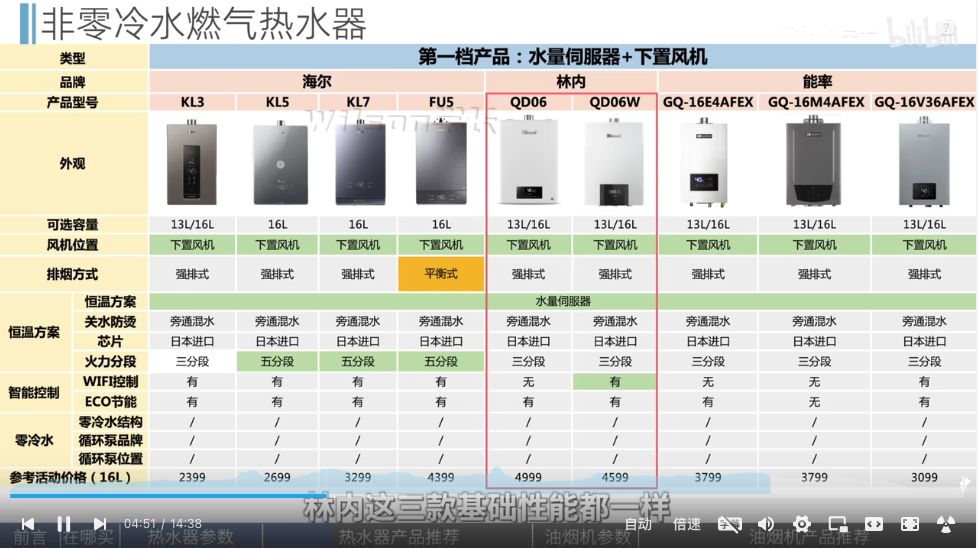 非零冷水燃气热水器
bilibili
类型 第一档产品：水量伺服器+下置风机
品牌 海尔 林内 能率
产品型号 KL3 KL5 KL7 FU5 QD06 QD06W GQ-16E4AFEX GQ-16M4AFEX GQ-16V36AFEX
外观
可选容量 13L/16L 16L 16L 16L 13L/16L 13L/16L 13L/16L 13L/16L 13L/16L
风机位置 下置风机 下置风机 下置风机 下置风机 下置风机 下置风机 下置风机 下置风机 下置风机
排烟方式 强排式 强排式 强排式 平衡式 强排式 强排式 强排式 强排式 强排式
恒温方案 恒温方案 水量伺服器
关水防烫 旁通混水 旁通混水 旁通混水 旁通混水 旁通混水 旁通混水 旁通混水 旁通混水 旁通混水
芯片 日本进口 日本进口 日本进口 日本进口 日本进口 日本进口 日本进口 日本进口 日本进口
火力分段 三分段 五分段 五分段 五分段 三分段 三分段 三分段 三分段 三分段
智能控制 WIFI控制 有 有 有 有 无 有 无 无 有
ECO节能 有 有 有 有 有 有 有 无 有
零冷水 零冷水结构 / / / / / / / / /
循环泵品牌 / / / / / / / / /
循环泵位置 / / / / / / / / /
参考活动价格（16L） 2399 2699 3299 4399 4999 4599 3799 3799 3099
林内这三款基础性能都一样
04:51 / 14:38 自动 倍速
前言 在哪买 热水器参数 热水器产品推荐 油烟机参数 油烟机产品推荐